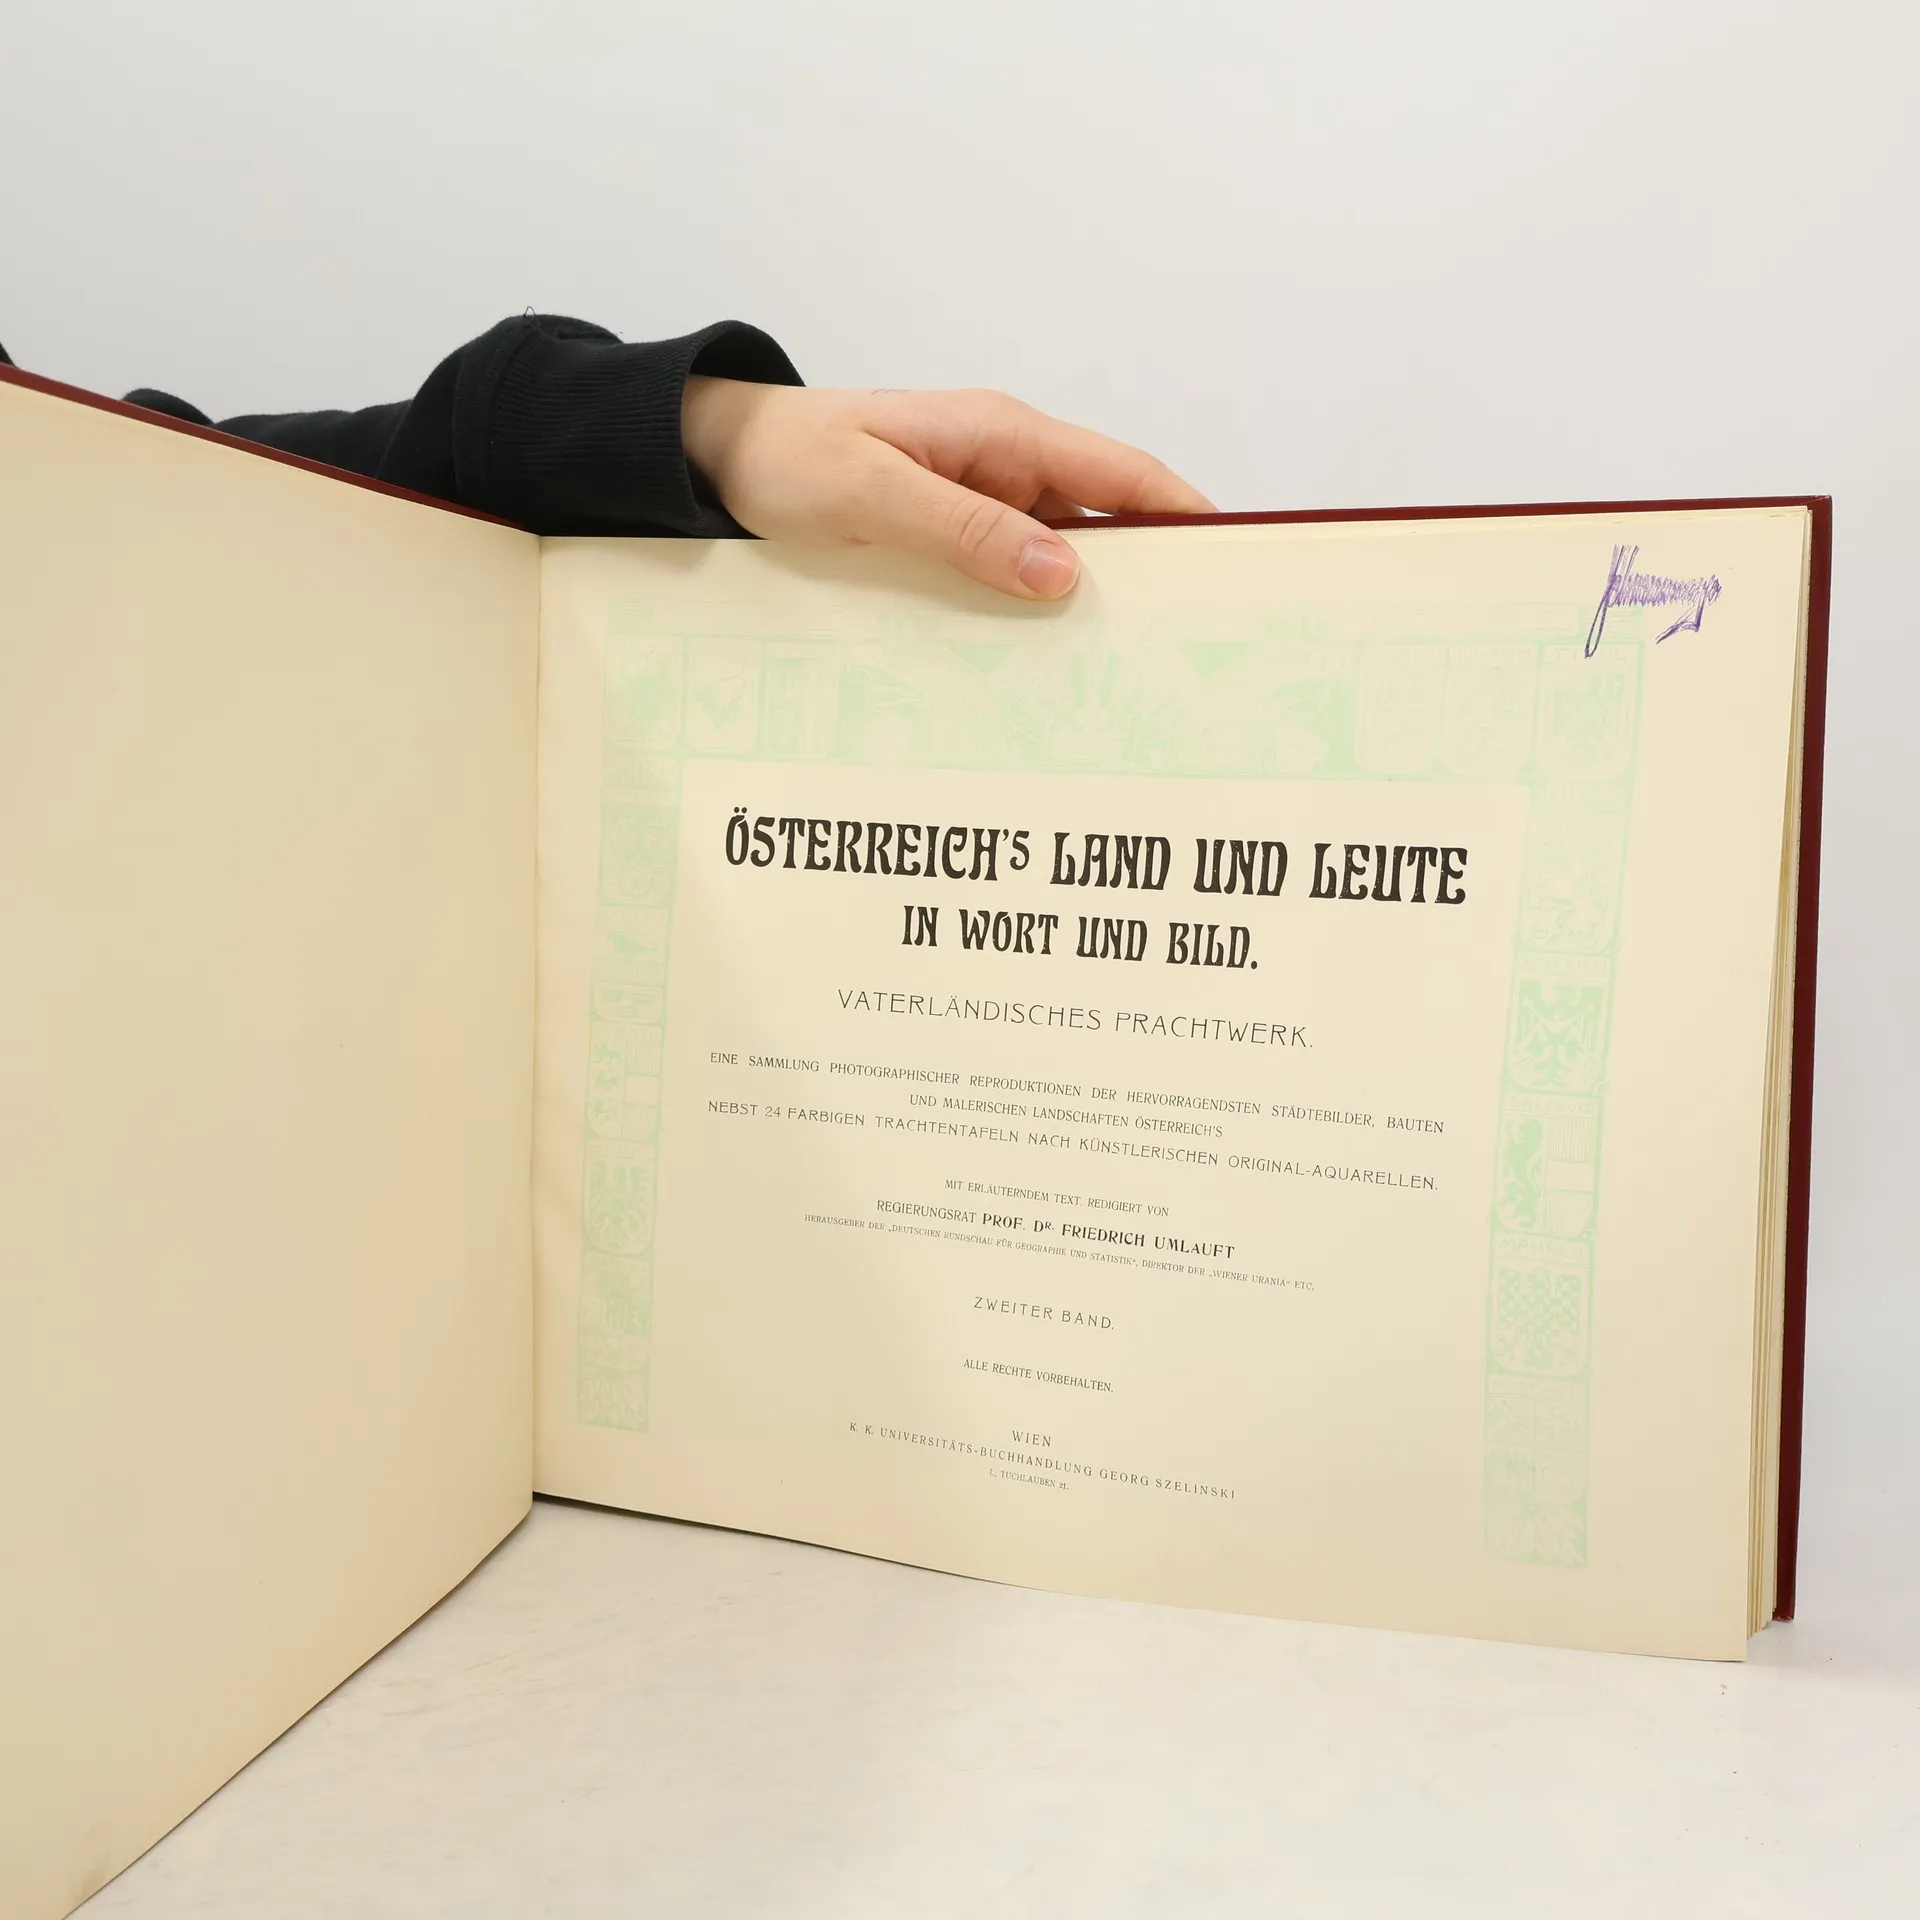 TIROL
ÖSTERREICH'S LAND UND LEUTE
IN WORT UND BILD.
VATERLÄNDISCHES PRACHTWERK.
EINE SAMMLUNG PHOTOGRAPHISCHER REPRODUKTIONEN DER HERVORRAGENDSTEN STÄDTEBILDER, BAUTEN
UND MALERISCHEN LANDSCHAFTEN ÖSTERREICH'S
NEBST 24 FARBIGEN TRACHTENTAFELN NACH KÜNSTLERISCHEN ORIGINAL-AQUARELLEN.
MIT ERLÄUTERNDEM TEXT, REDIGIERT VON
REGIERUNGSRAT PROF. DR. FRIEDRICH UMLAUFT
HERAUSGEBER DER „DEUTSCHEN RUNDSCHAU FÜR GEOGRAPHIE UND STATISTIK“, DIREKTOR DER „WIENER URANIA“ ETC.
ZWEITER BAND.
ALLE RECHTE VORBEHALTEN.
WIEN
K. K. UNIVERSITÄTS-BUCHHANDLUNG GEORG SZELINSKI
I., TUCHLAUBEN 21.
SALZBURG
MÄHREN